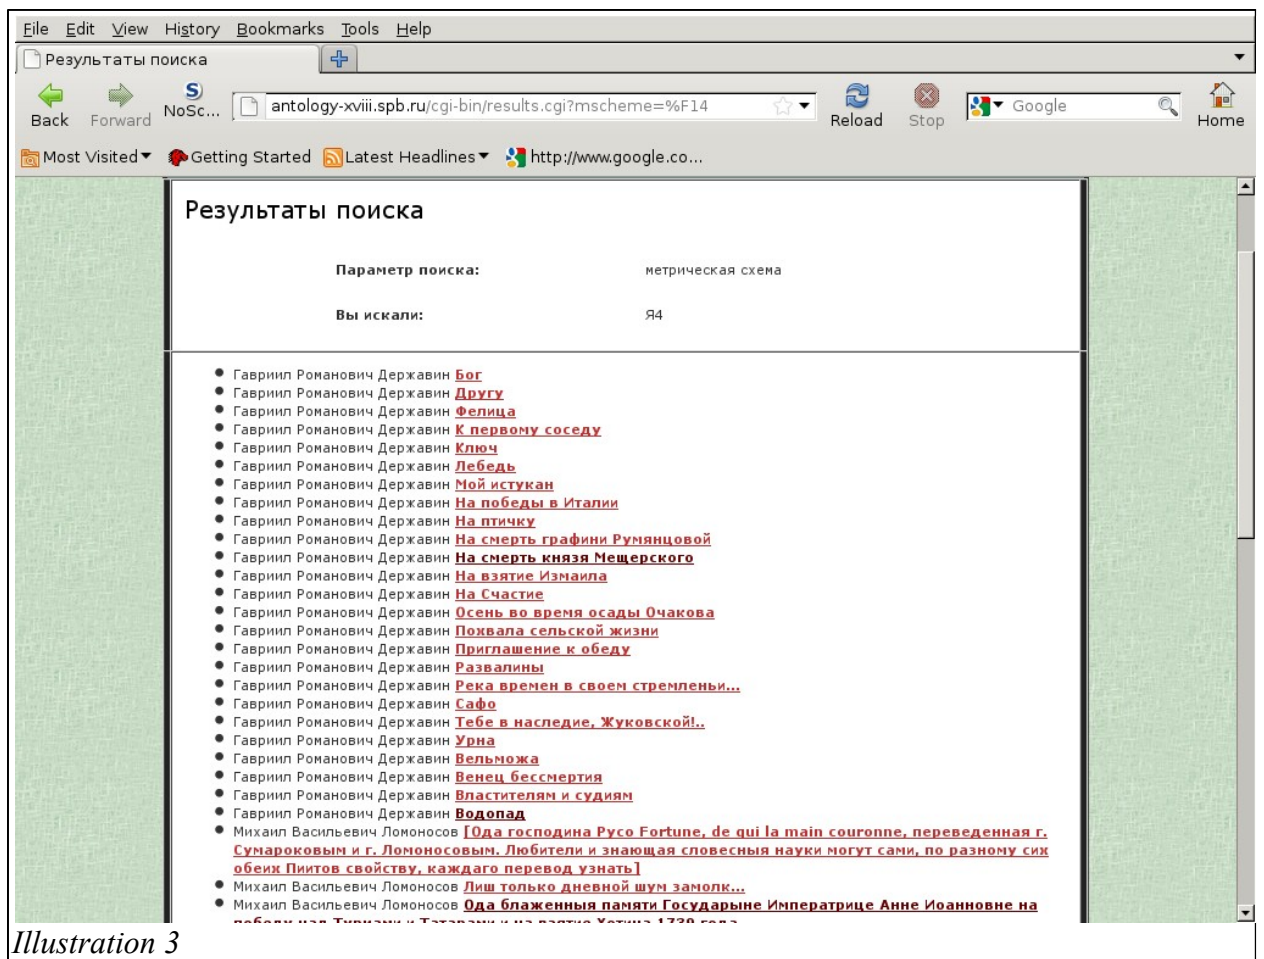 File Edit View History Bookmarks Tools Help
Результаты поиска
Back Forward NoSc... antology-xviii.spb.ru/cgi-bin/results.cgi?mscheme=%F14 Reload Stop Google Home
Most Visited Getting Started Latest Headlines http://www.google.co...
Результаты поиска
Параметр поиска: метрическая схема
Вы искали: Я4
Гавриил Романович Державин Бог
Гавриил Романович Державин Другу
Гавриил Романович Державин Фелица
Гавриил Романович Державин К первому соседу
Гавриил Романович Державин Ключ
Гавриил Романович Державин Лебедь
Гавриил Романович Державин Мой истукан
Гавриил Романович Державин На победы в Италии
Гавриил Романович Державин На птичку
Гавриил Романович Державин На смерть графини Румянцовой
Гавриил Романович Державин На смерть князя Мещерского
Гавриил Романович Державин На взятие Измаила
Гавриил Романович Державин На Счастие
Гавриил Романович Державин Осень во время осады Очакова
Гавриил Романович Державин Похвала сельской жизни
Гавриил Романович Державин Приглашение к обеду
Гавриил Романович Державин Развалины
Гавриил Романович Державин Река времен в своем стремленьи...
Гавриил Романович Державин Сафо
Гавриил Романович Державин Тебе в наследие, Жуковской!..
Гавриил Романович Державин Урна
Гавриил Романович Державин Вельможа
Гавриил Романович Державин Венец бессмертия
Гавриил Романович Державин Властителям и судиям
Гавриил Романович Державин Водопад
Михаил Васильевич Ломоносов [Ода господина Русо Fortune, de qui la main couronne, переведенная г.
Сумароковым и г. Ломоносовым. Любители и знающая словесныя науки могут сами, по разному сих
обеих Пиитов свойству, каждаго перевод узнать]
Михаил Васильевич Ломоносов Лиш только дневной шум замолк...
Михаил Васильевич Ломоносов Ода блаженныя памяти Государыне Императрице Анне Иоанновне на
победу над Турками и Татарами и на взятие Хотина 1739 года
Illustration 3